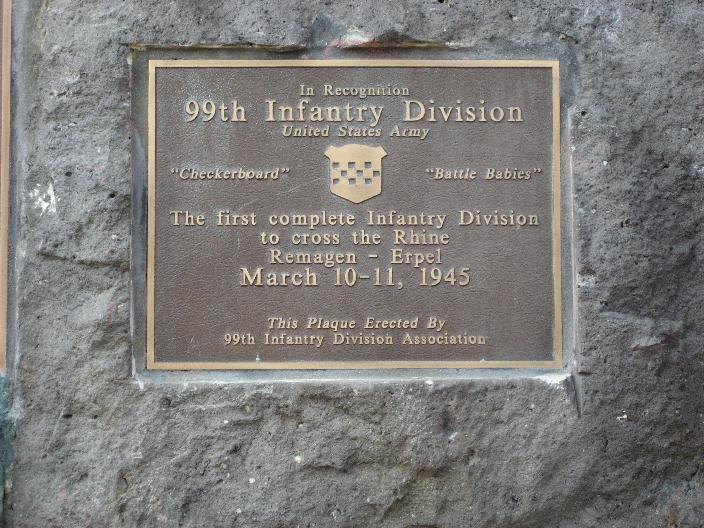 In Recognition
99th Infantry Division
United States Army
"Checkerboard" "Battle Babies"
The first complete Infantry Division
to cross the Rhine
Remagen - Erpel
March 10-11, 1945
This Plaque Erected By
99th Infantry Division Association